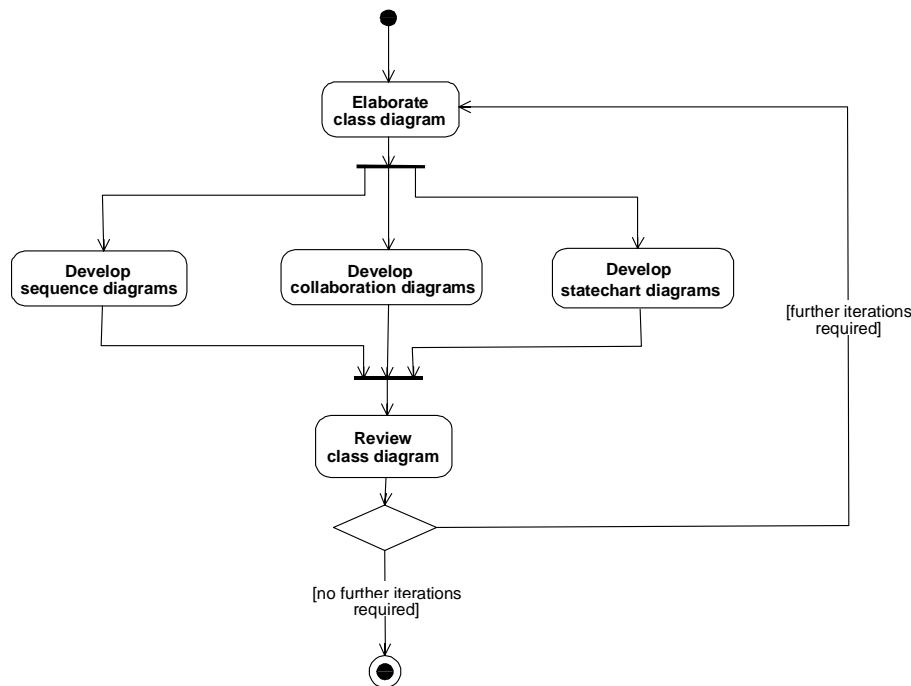 Elaborate
class diagram
Develop
sequence diagrams
Develop
collaboration diagrams
Develop
statechart diagrams
[further iterations
required]
Review
class diagram
[no further iterations
required]